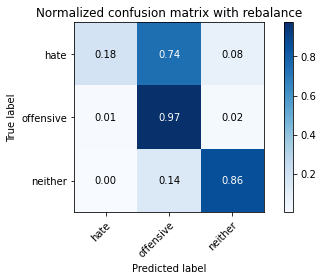 Normalized confusion matrix with rebalance
True label
hate 0.18 0.74 0.08
offensive 0.01 0.97 0.02
neither 0.00 0.14 0.86
hate offensive neither
Predicted label
0.8
0.6
0.4
0.2